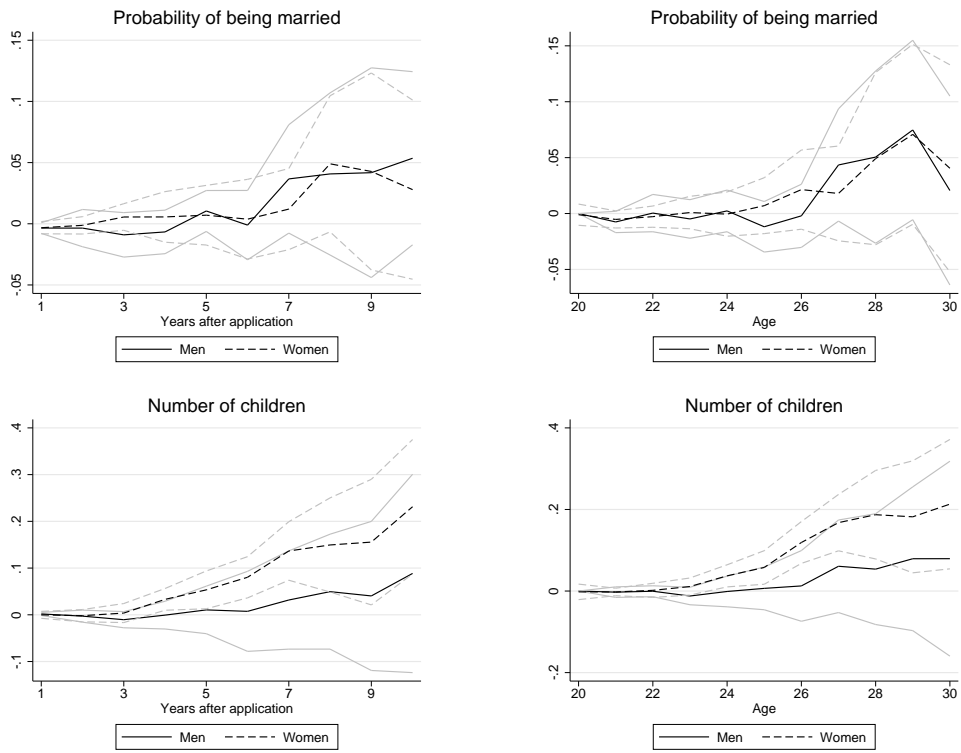 Probability of being married
.15
.1
.05
0
-.05
1 3 5 7 9
Years after application
Men Women
Probability of being married
.15
.1
.05
0
-.05
20 22 24 26 28 30
Age
Men Women
Number of children
.4
.3
.2
.1
0
-.1
1 3 5 7 9
Years after application
Men Women
Number of children
.4
.2
0
-.2
20 22 24 26 28 30
Age
Men Women